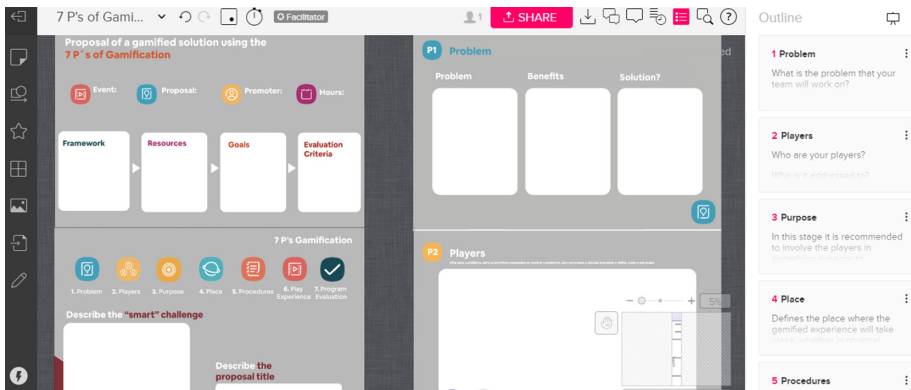 7 P's of Gami...
Facilitator
1
SHARE
?
Outline
Proposal of a gamified solution using the
7 P´s of Gamification
Event:
Proposal:
Promoter:
Hours:
Framework
Resources
Goals
Evaluation
Criteria
7 P's Gamification
1. Problem
2. Players
3. Purpose
4. Place
5. Procedures
6. Play
Experience
7. Program
Evaluation
Describe the "smart" challenge
Describe the
proposal title
P1 Problem
ed
Problem
Benefits
Solution?
P2 Players
5%
1 Problem
What is the problem that your
team will work on?
2 Players
Who are your players?
Who is it addressed to?
3 Purpose
In this stage it is recommended
to involve the players in
4 Place
Defines the place where the
gamified experience will take
place, whether in physical
5 Procedures